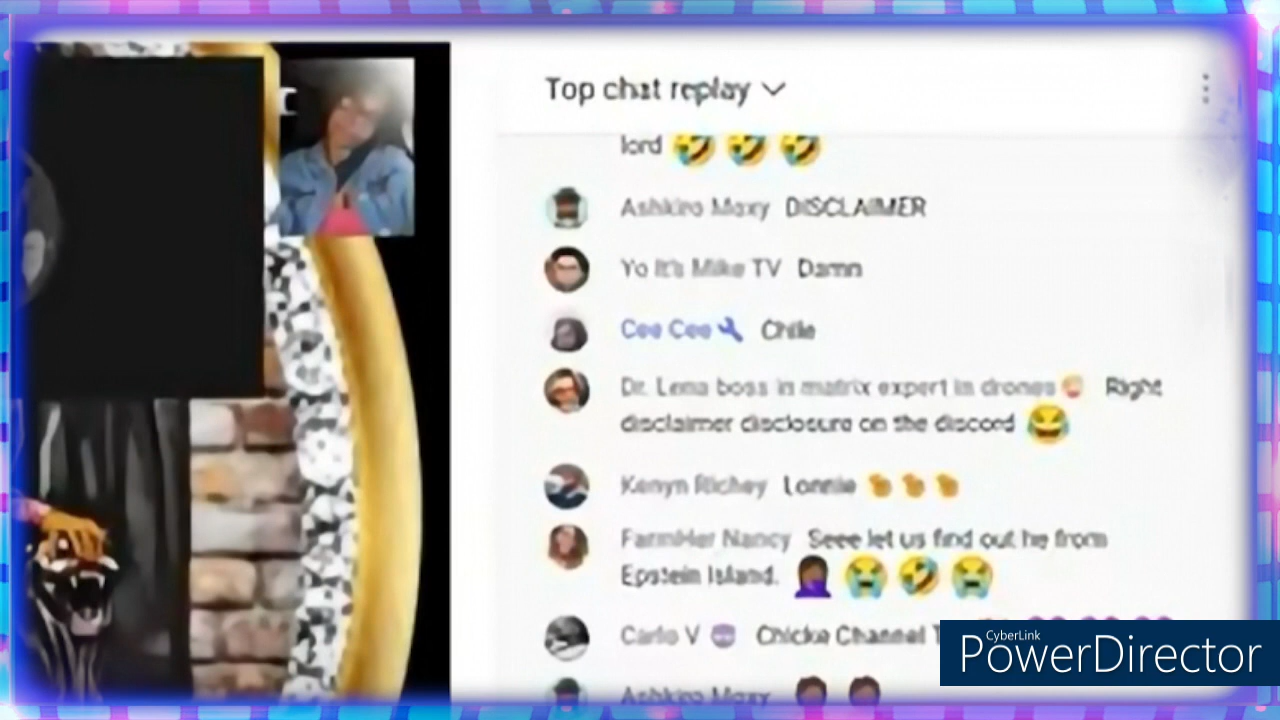 Top chat replay
lord 🤣🤣🤣
Ashkiro Moxy DISCLAIMER
Yo It's Mike TV Damn
Cee Cee Chile
Dr. Lena boss in matrix expert in drones Right
disclaimer disclosure on the discord 😂
Kenyn Richey Lonnie
FarmHer Nancy Seee let us find out he from
Epstein Island. 😭🤣😭
Carlo V Chicke Channel
Ashkiro Moxy
CyberLink
PowerDirector